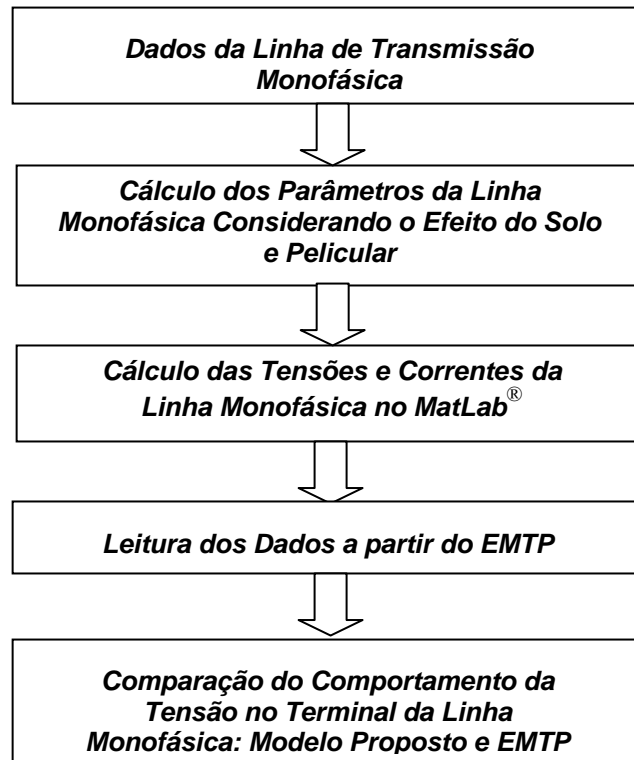 Dados da Linha de Transmissão
Monofásica
Cálculo dos Parâmetros da Linha
Monofásica Considerando o Efeito do Solo
e Pelicular
Cálculo das Tensões e Correntes da
Linha Monofásica no MatLab®
Leitura dos Dados a partir do EMTP
Comparação do Comportamento da
Tensão no Terminal da Linha
Monofásica: Modelo Proposto e EMTP